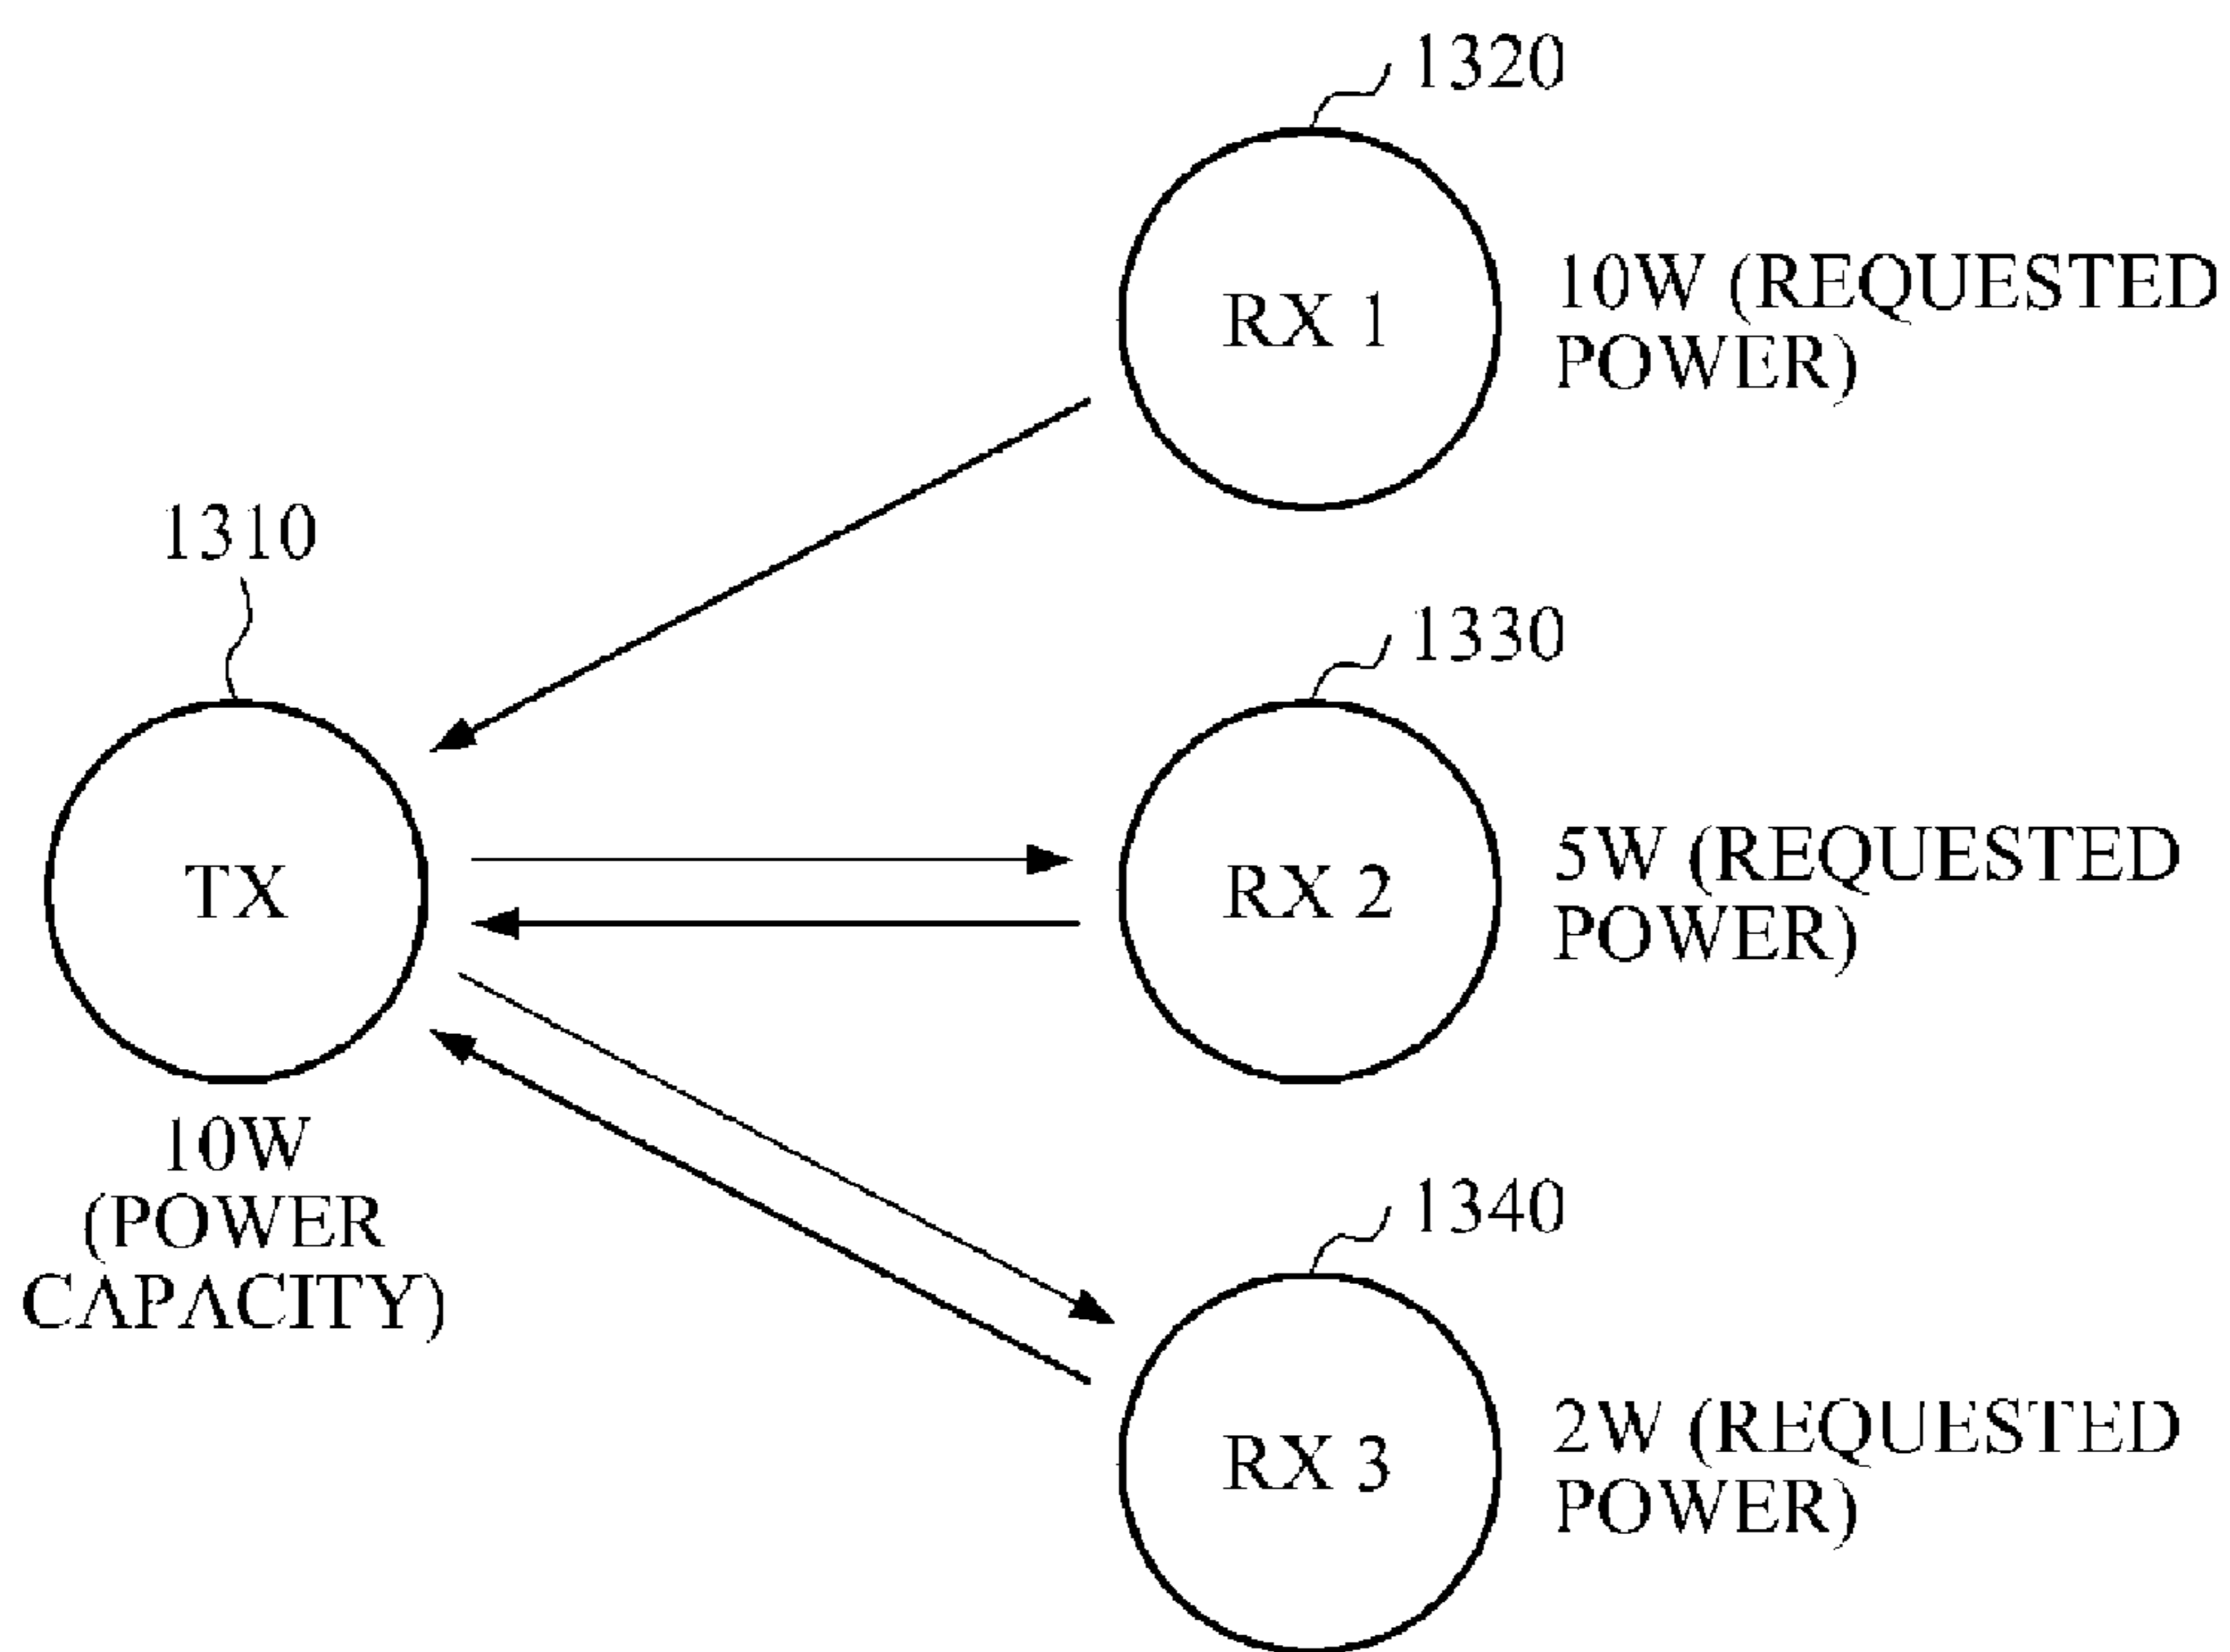 1320
RX 1
10W (REQUESTED
POWER)
1310
TX
10W
(POWER
CAPACITY)
1330
RX 2
5W (REQUESTED
POWER)
1340
RX 3
2W (REQUESTED
POWER)